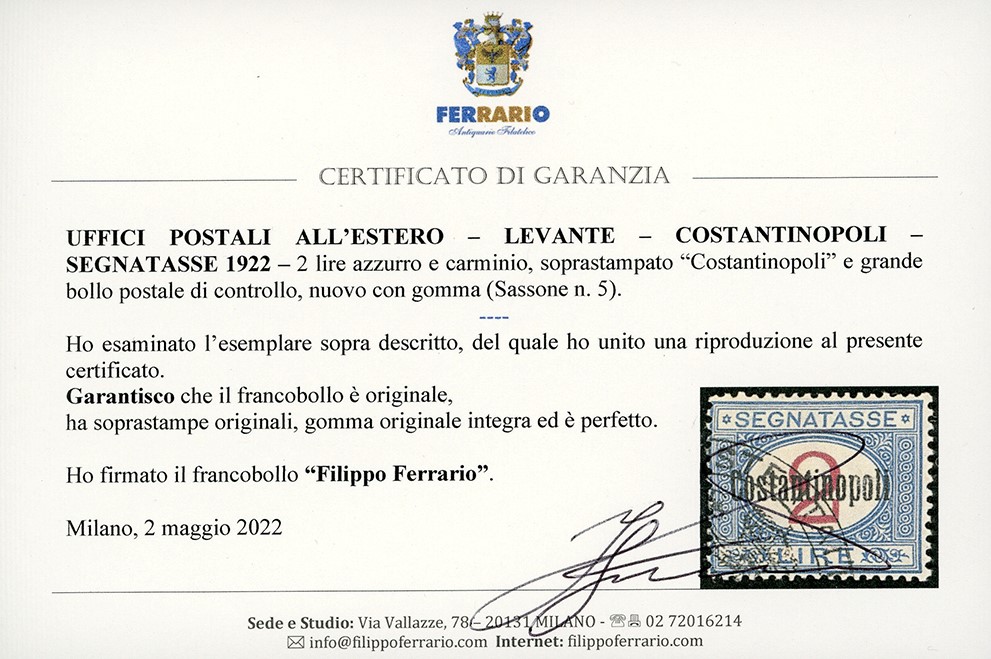 FERRARIO
Antiquario Filatelico
CERTIFICATO DI GARANZIA
UFFICI POSTALI ALL'ESTERO – LEVANTE – COSTANTINOPOLI –
SEGNATASSE 1922 – 2 lire azzurro e carminio, soprastampato “Costantinopoli” e grande
bollo postale di controllo, nuovo con gomma (Sassone n. 5).
----
Ho esaminato l'esemplare sopra descritto, del quale ho unito una riproduzione al presente
certificato.
Garantisco che il francobollo è originale,
ha soprastampe originali, gomma originale integra ed è perfetto.
Ho firmato il francobollo “Filippo Ferrario”.
Milano, 2 maggio 2022
SEGNATASSE
2
Costantinopoli
LIRE
Sede e Studio: Via Vallazze, 78 – 20131 MILANO - ☏ 02 72016214
✉ info@filippoferrario.com Internet: filippoferrario.com